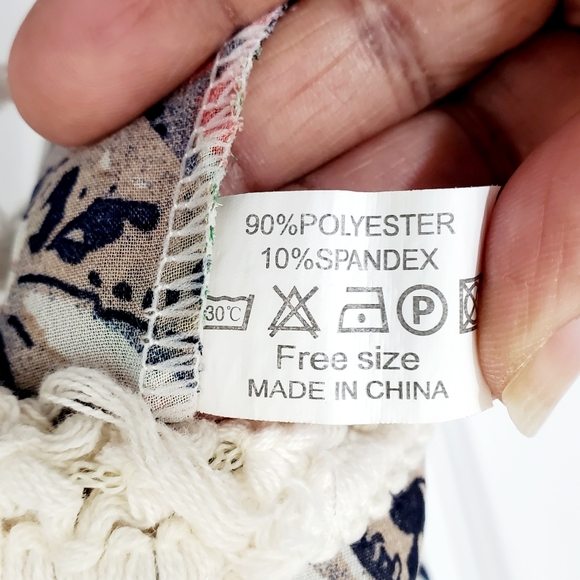 90%POLYESTER
10%SPANDEX
30°C P
Free size
MADE IN CHINA